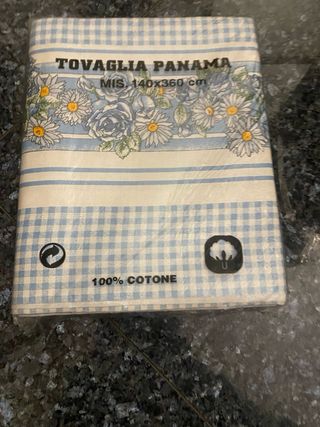 TOVAGLIA PANAMA
MIS. 140x360 cm
100% COTONE